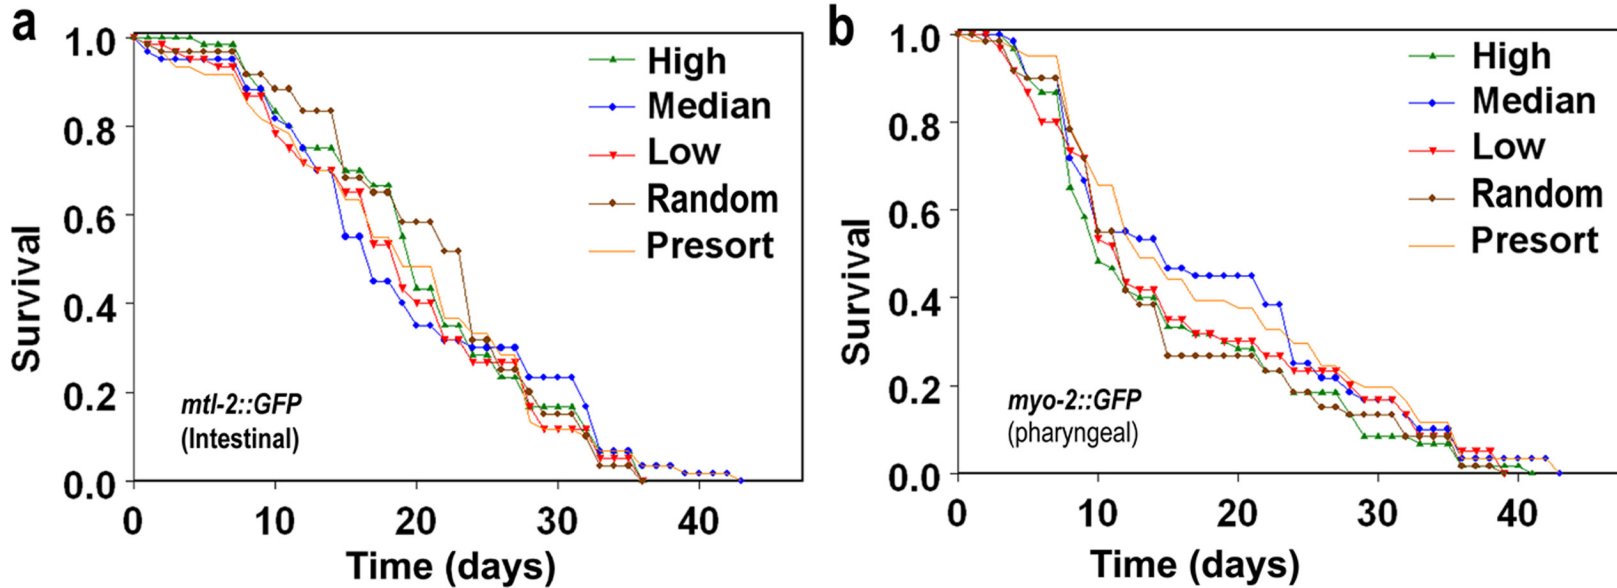 a
Survival
1.0
0.8
0.6
0.4
0.2
0.0
High
Median
Low
Random
Presort
mtl-2::GFP
(Intestinal)
0 10 20 30 40
Time (days)
b
Survival
1.0
0.8
0.6
0.4
0.2
0.0
High
Median
Low
Random
Presort
myo-2::GFP
(pharyngeal)
0 10 20 30 40
Time (days)